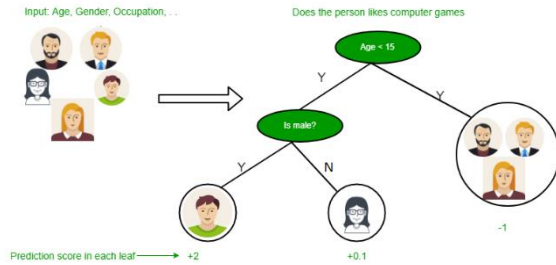 Input: Age, Gender, Occupation, . .
Does the person likes computer games
Age < 15
Y
Y
Is male?
Y
N
Prediction score in each leaf
+2
+0.1
-1